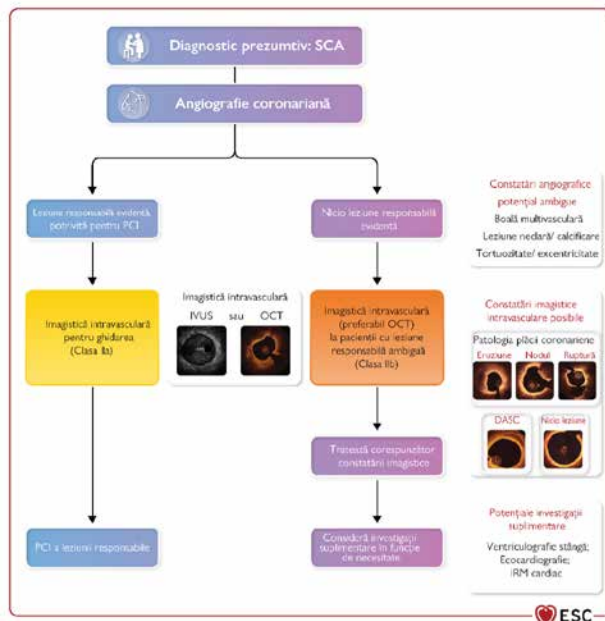 Diagnostic prezumtiv: SCA
Angiografie coronariană
Leziune responsabilă evidentă,
potrivită pentru PCI
Nicio leziune responsabilă
evidentă
Constatări angiografice
potențial ambigue
Boală multivasculară
Leziune neclară/ calcificare
Tortuozitate/ excentricitate
Imagistică intravasculară
pentru ghidarea
(Clasa IIa)
Imagistică intravasculară
IVUS sau OCT
Imagistică intravasculară
(preferabil OCT)
la pacienții cu leziune
responsabilă ambiguă
(Clasa IIb)
Constatări imagistice
intravasculare posibile
Patologia plăcii coronariene
Eroziune Nodul Ruptură
DASC Nicio leziune
Tratează corespunzător
constatării imagistice
PCI a leziunii responsabile
Consideră investigații
suplimentare în funcție
de necesitate
Potențiale investigații
suplimentare
Ventriculografie stângă;
Ecocardiografie;
IRM cardiac
ESC